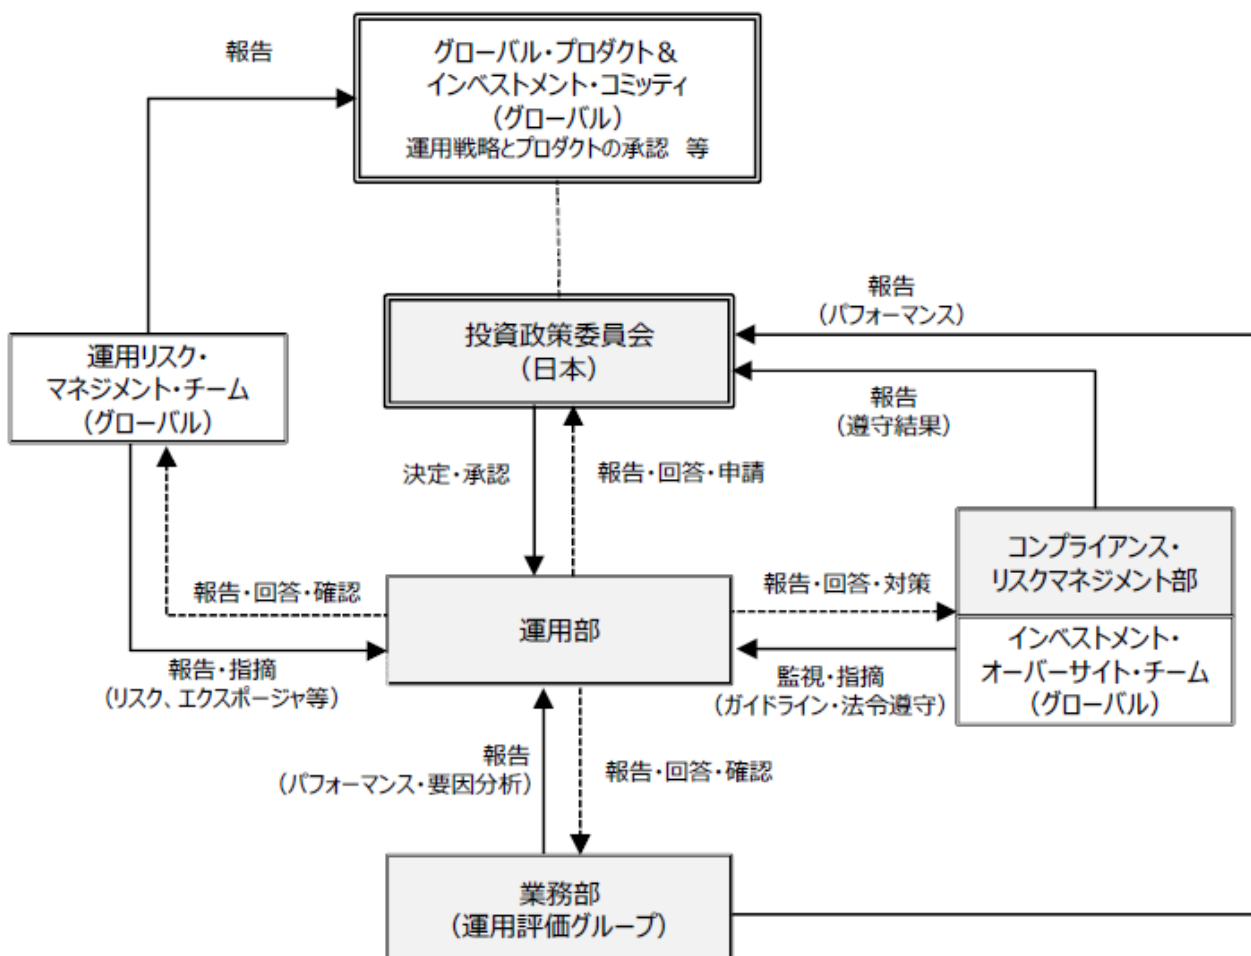 報告
グローバル・プロダクト＆
インベストメント・コミッティ
（グローバル）
運用戦略とプロダクトの承認　等
報告
（パフォーマンス）
投資政策委員会
（日本）
運用リスク・
マネジメント・チーム
（グローバル）
報告
（遵守結果）
決定・承認
報告・回答・申請
コンプライアンス・
リスクマネジメント部
報告・回答・確認
報告・回答・対策
運用部
インベストメント・
オーバーサイト・チーム
（グローバル）
報告・指摘
（リスク、エクスポージャ等）
監視・指摘
（ガイドライン・法令遵守）
報告
（パフォーマンス・要因分析）
報告・回答・確認
業務部
（運用評価グループ）